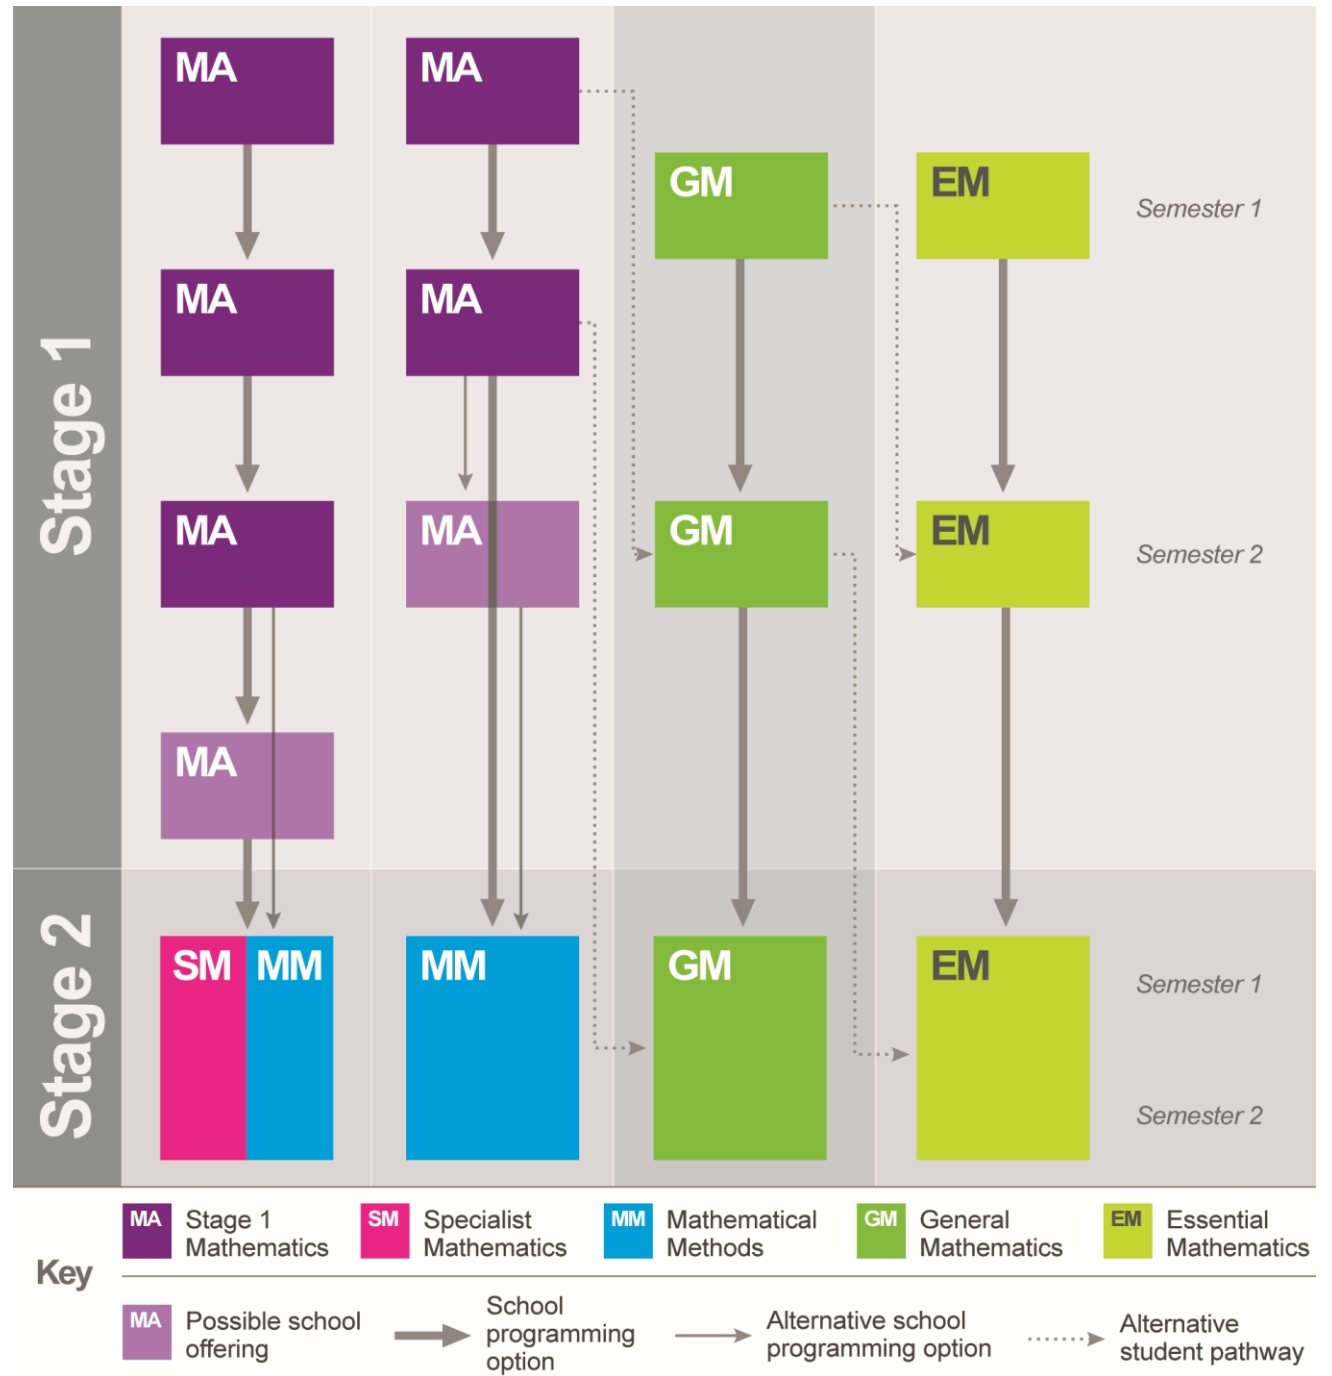 Stage 1
MA
MA
GM
EM
Semester 1
MA
MA
MA
MA
GM
EM
Semester 2
MA
Stage 2
SM
MM
MM
GM
EM
Semester 1
Semester 2
Key
MA
Stage 1
Mathematics
SM
Specialist
Mathematics
MM
Mathematical
Methods
GM
General
Mathematics
EM
Essential
Mathematics
MA
Possible school
offering
School
programming
option
Alternative school
programming option
Alternative
student pathway